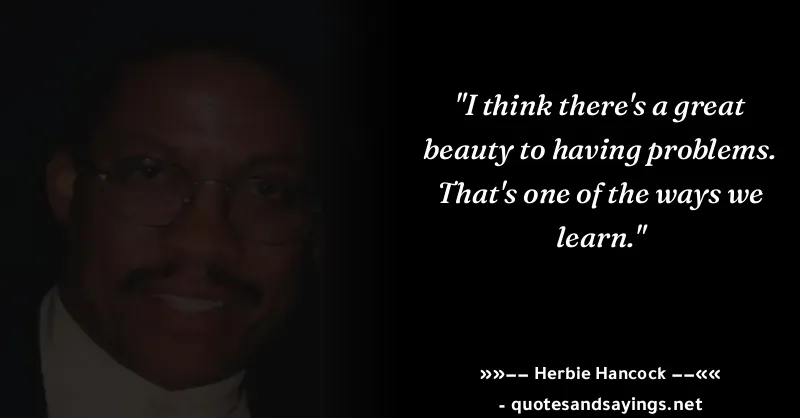 "I think there's a great
beauty to having problems.
That's one of the ways we
learn."
»»―― Herbie Hancock ――««
- quotesandsayings.net